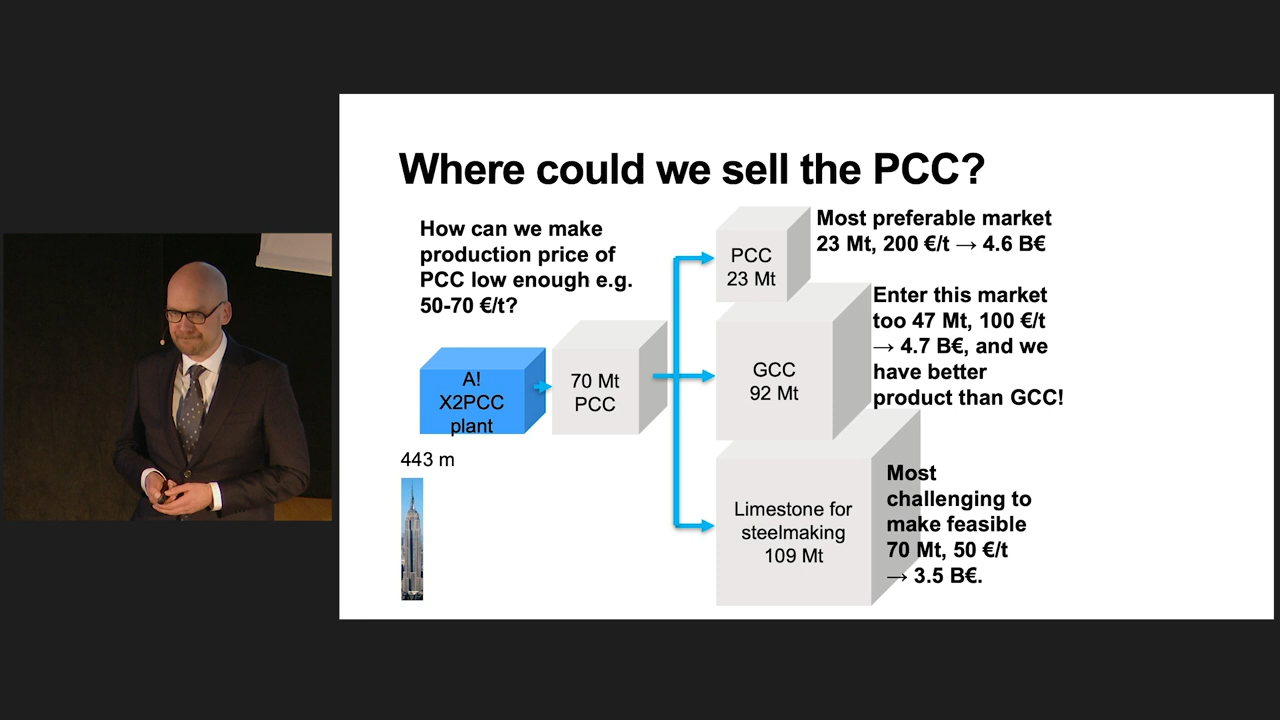 Where could we sell the PCC?
How can we make
production price of
PCC low enough e.g.
50-70 €/t?
A!
X2PCC
plant
70 Mt
PCC
443 m
PCC
23 Mt
Most preferable market
23 Mt, 200 €/t → 4.6 B€
GCC
92 Mt
Enter this market
too 47 Mt, 100 €/t
→ 4.7 B€, and we
have better
product than GCC!
Limestone for
steelmaking
109 Mt
Most
challenging to
make feasible
70 Mt, 50 €/t
→ 3.5 B€.